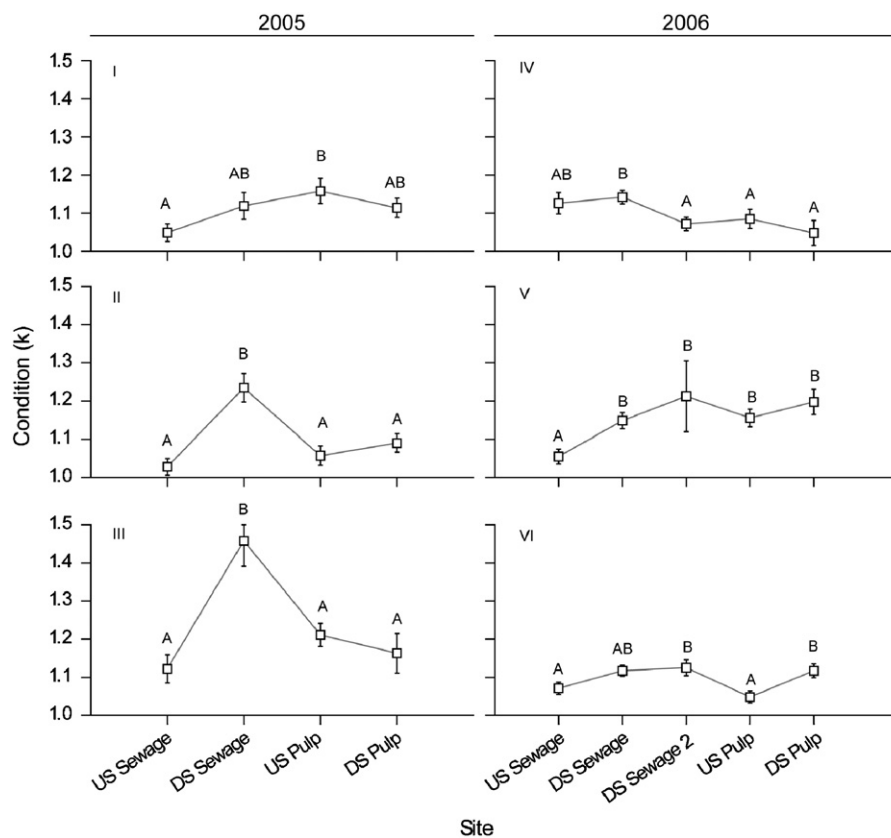 2005 2006
1.5 I IV
1.4
1.3
1.2 A AB B AB AB B A A A
1.1
1.0
1.5 II V
1.4
1.3
1.2 A B A A A B B B B
1.1
1.0
1.5 III VI
1.4
1.3
1.2 A B A A A AB B A B
1.1
1.0
Condition (k)
US Sewage DS Sewage US Pulp DS Pulp US Sewage DS Sewage DS Sewage 2 US Pulp DS Pulp
Site